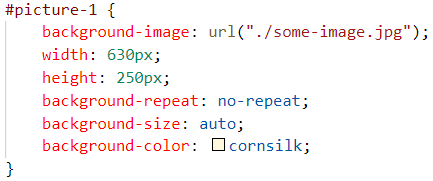 #picture-1 {
background-image: url("./some-image.jpg");
width: 630px;
height: 250px;
background-repeat: no-repeat;
background-size: auto;
background-color: cornsilk;
}